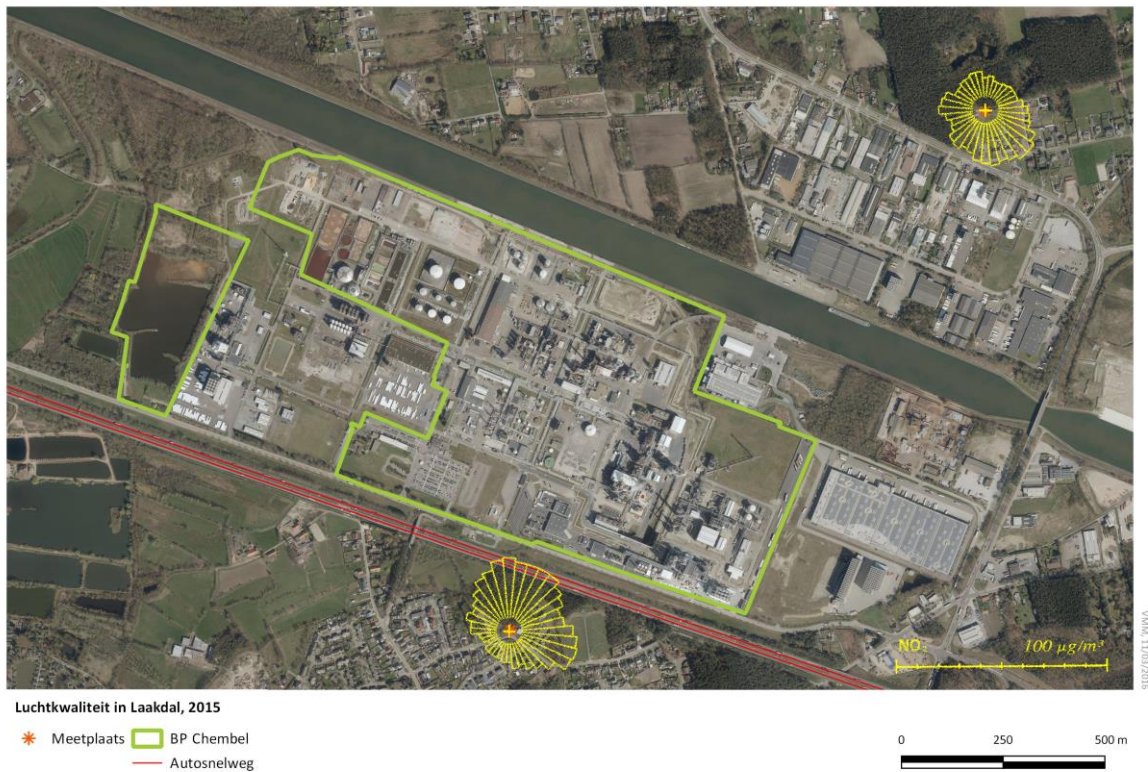 NO₂
100 µg/m³
VMM, 11/03/2016
Luchtkwaliteit in Laakdal, 2015
Meetplaats
BP Chembel
Autosnelweg
0 250 500 m